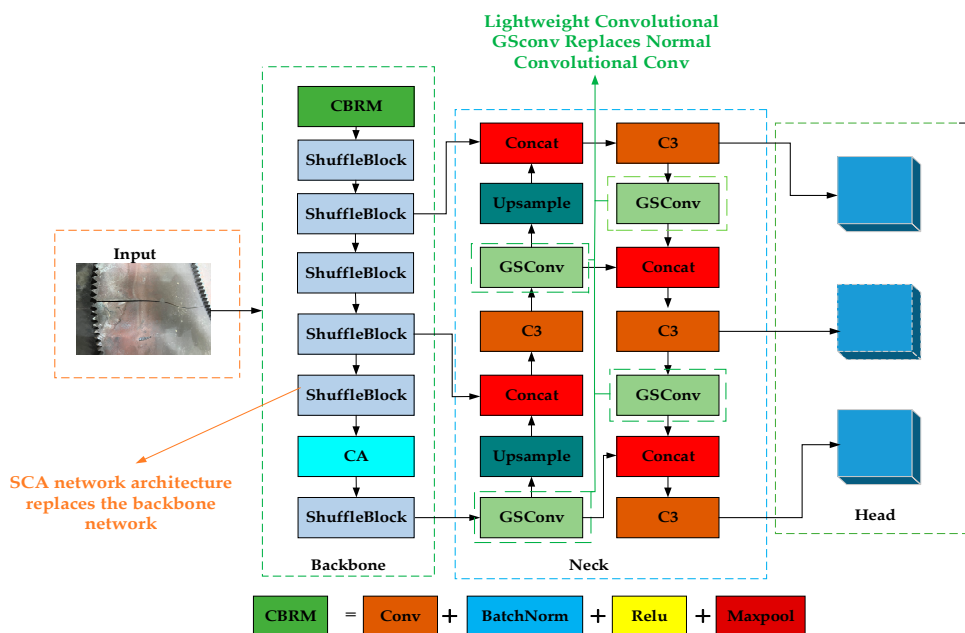 Lightweight Convolutional
GSconv Replaces Normal
Convolutional Conv
Input
SCA network architecture
replaces the backbone
network
CBRM
ShuffleBlock
ShuffleBlock
ShuffleBlock
ShuffleBlock
ShuffleBlock
CA
ShuffleBlock
Backbone
Concat
Upsample
GSConv
C3
Concat
Upsample
GSConv
C3
GSConv
Concat
C3
GSConv
Concat
C3
Neck
Head
CBRM = Conv + BatchNorm + Relu + Maxpool